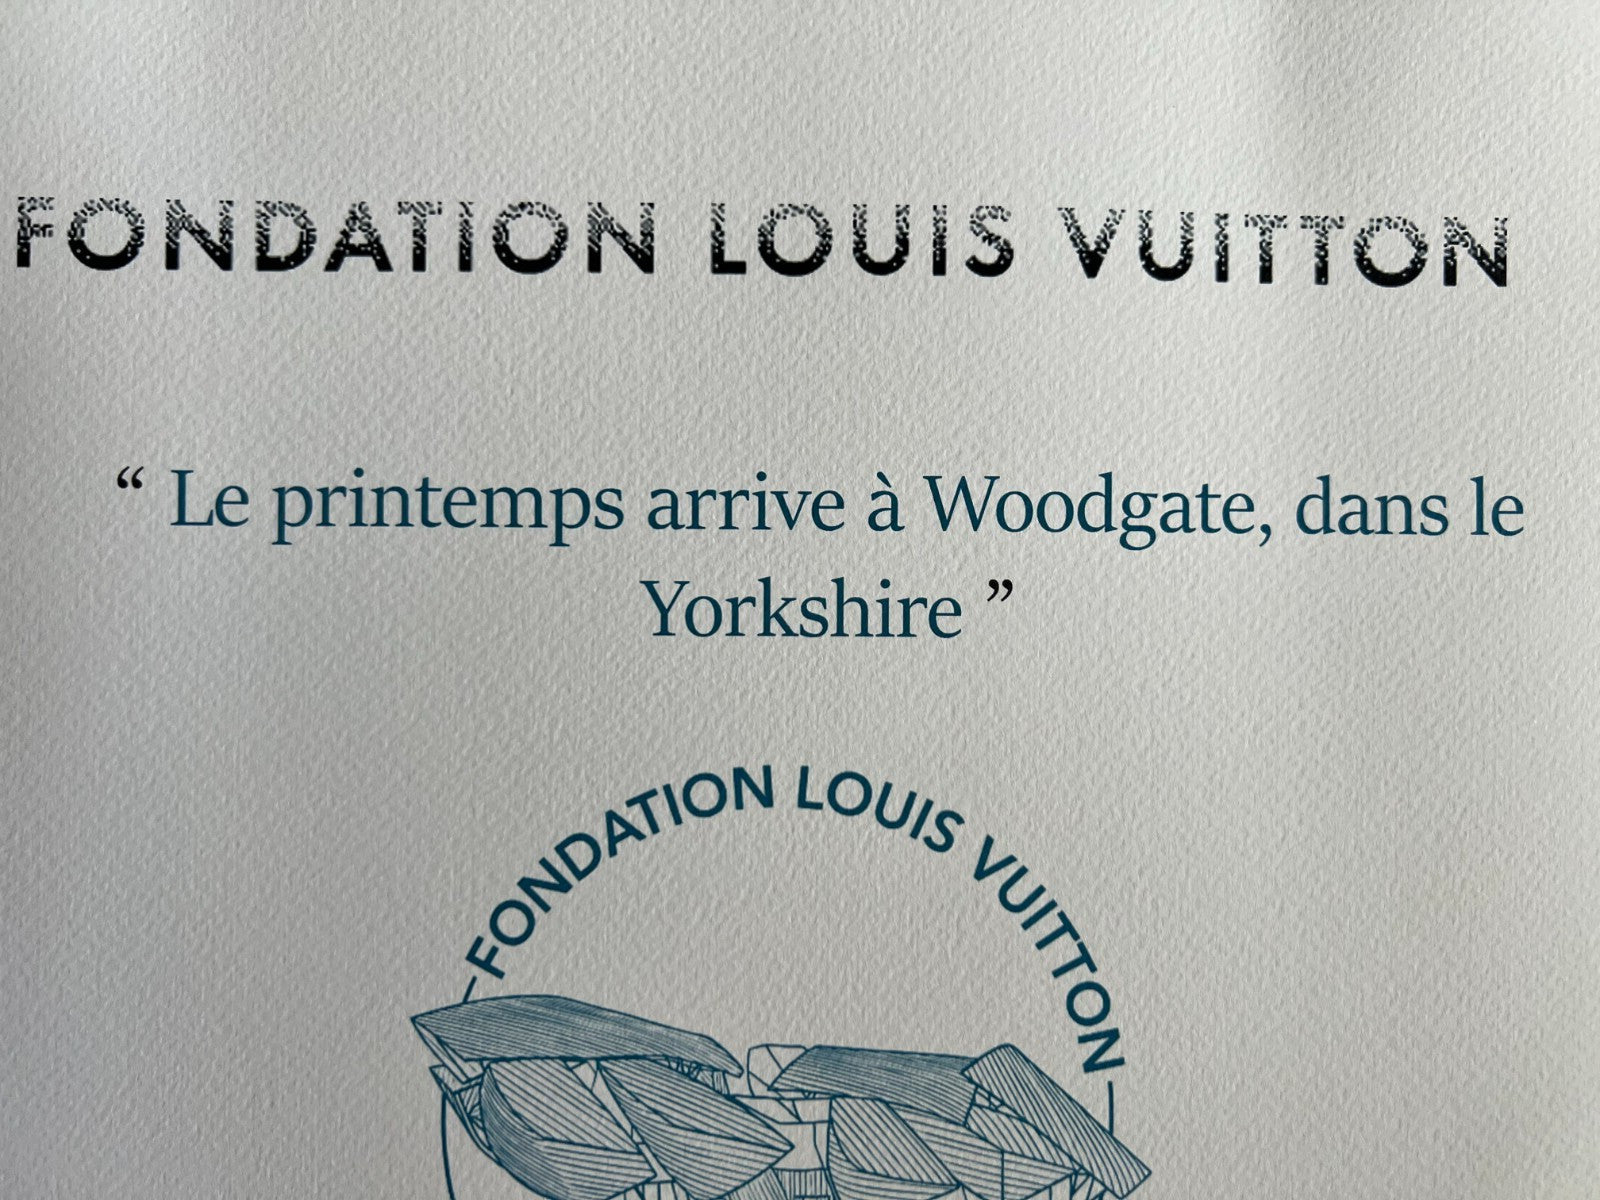 FONDATION LOUIS VUITTON
“ Le printemps arrive à Woodgate, dans le
Yorkshire ”
FONDATION LOUIS VUITTON